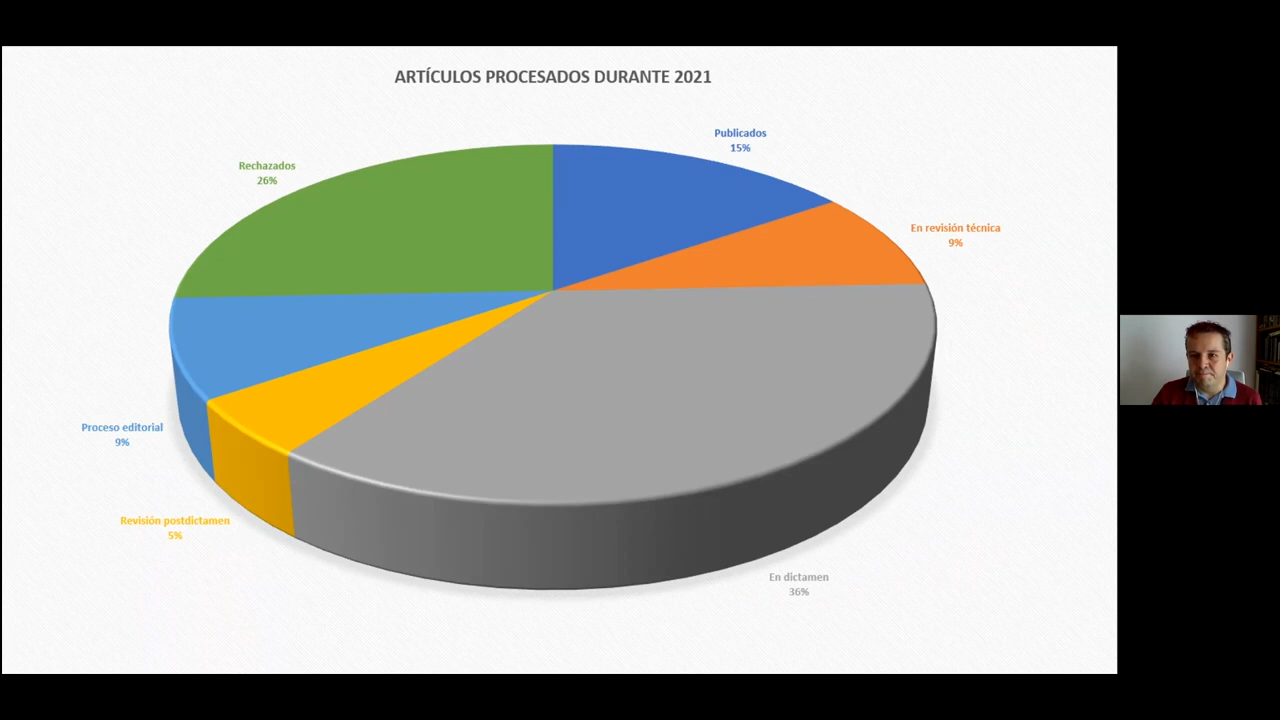 ARTÍCULOS PROCESADOS DURANTE 2021
Publicados
15%
Rechazados
26%
En revisión técnica
9%
Proceso editorial
9%
Revisión postdictamen
5%
En dictamen
36%